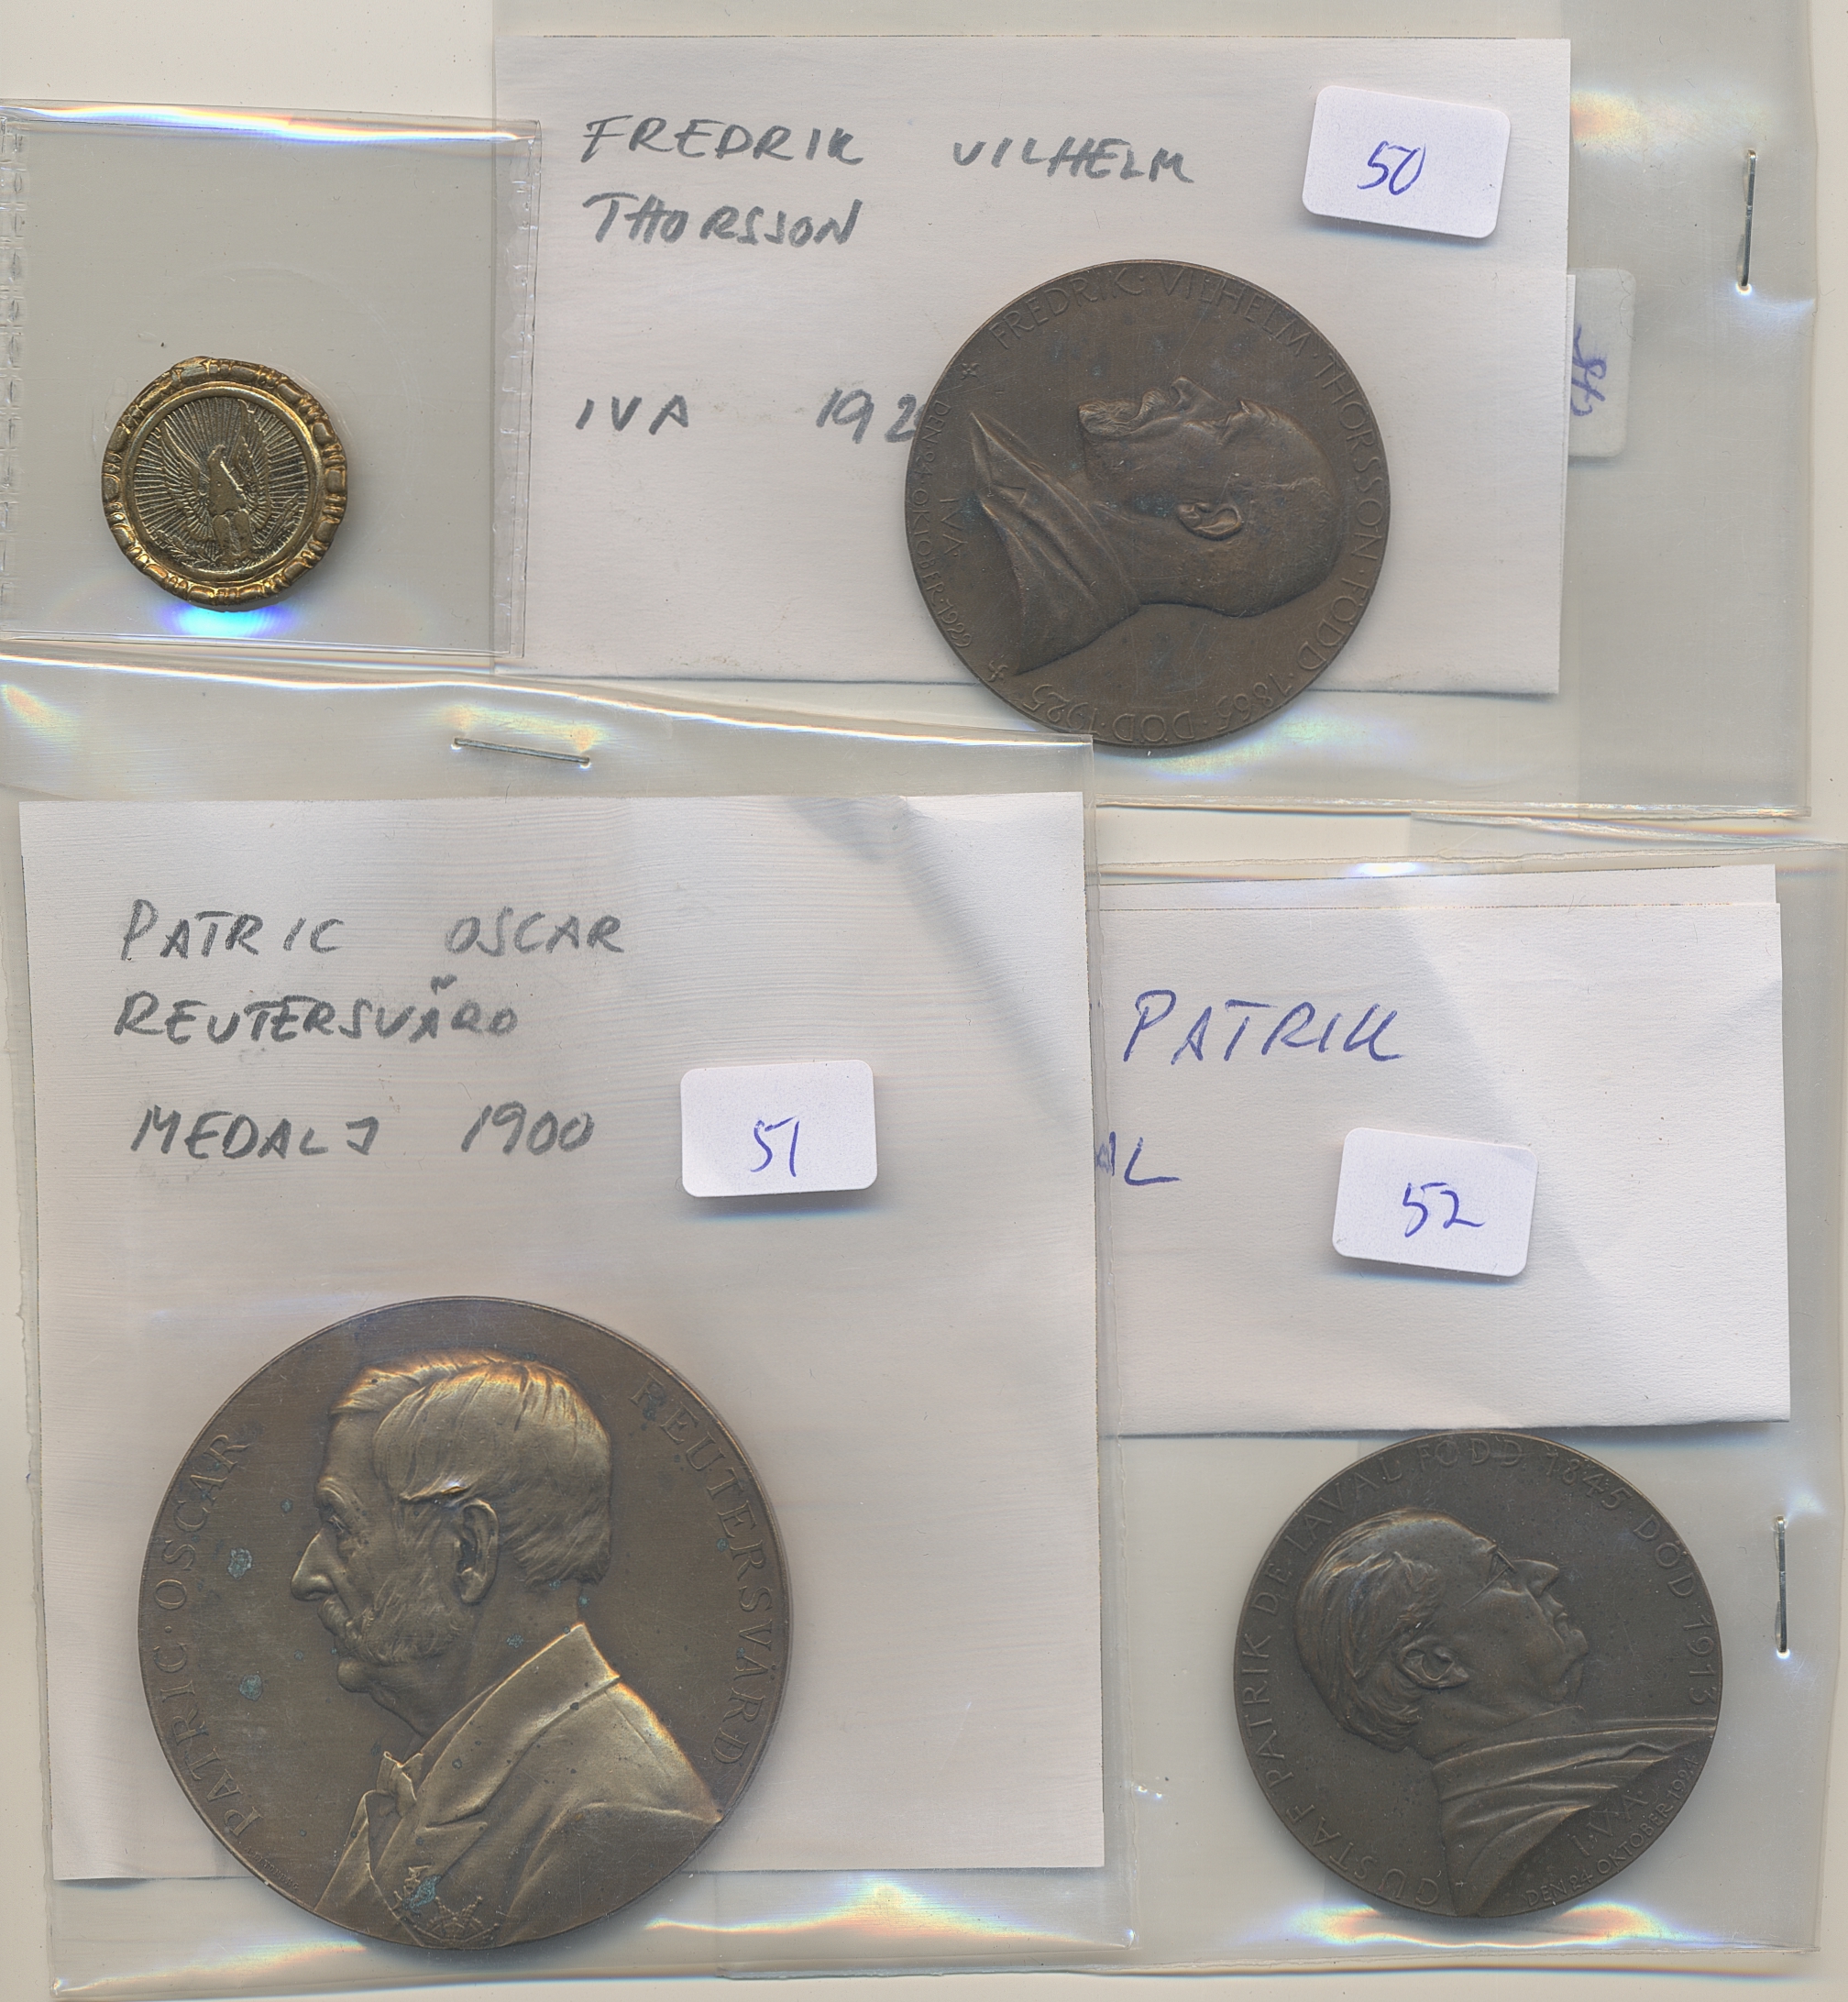 FREDRIK VILHELM
THORSSON
50
IVA 192
FREDRIK · VILHELM · THORSSON · FÖDD · 1865 · DÖD · 1925
IVA
DEN 24 OKTOBER 1929
PATRIC OSCAR
REUTERSVÄRD
MEDALJ 1900
51
PATRIC · OSCAR
REUTERSVÄRD
PATRIK
AL
52
GUSTAF PATRIK DE LAVAL FÖDD 1845 DÖD 1913
I·V·A·
DEN 24 OKTOBER